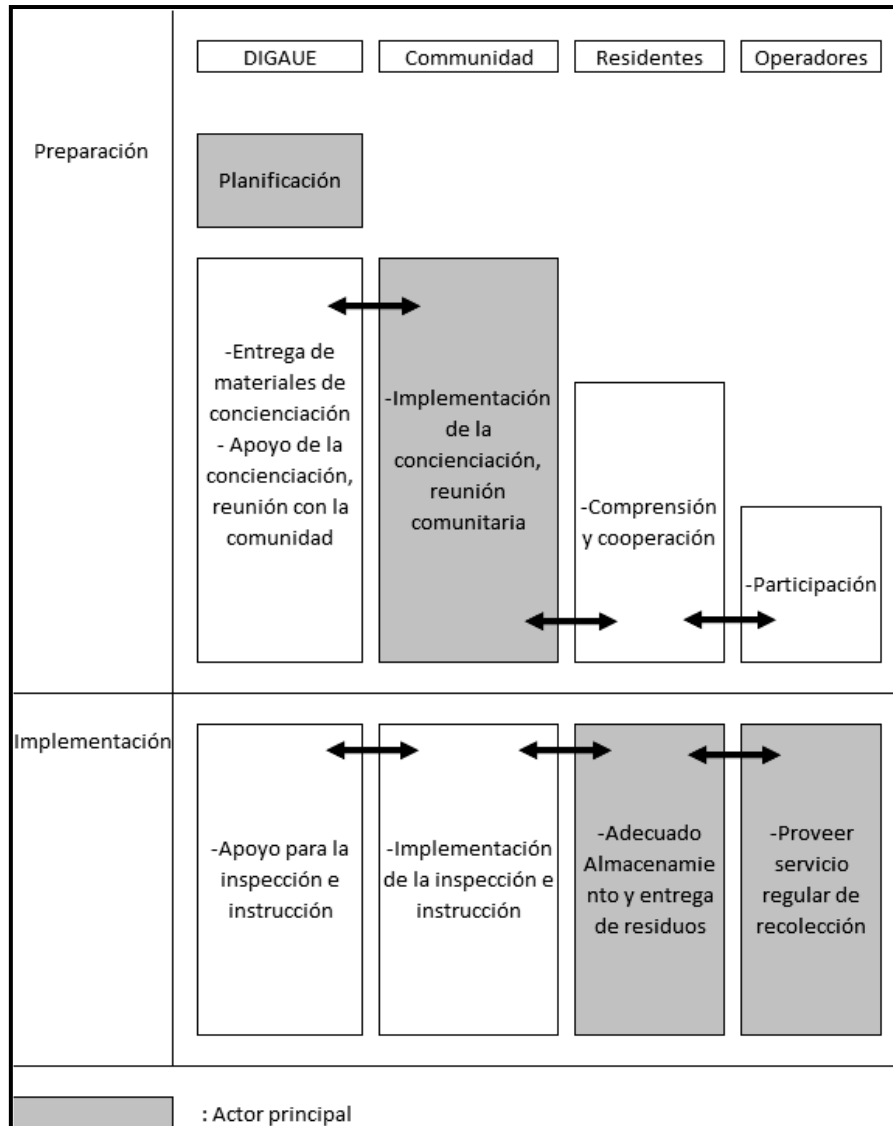 DIGAUE
Communidad
Residentes
Operadores
Preparación
Planificación
-Entrega de
materiales de
concienciación
- Apoyo de la
concienciación,
reunión con la
comunidad
-Implementación
de la
concienciación,
reunión
comunitaria
-Comprensión
y cooperación
-Participación
Implementación
-Apoyo para la
inspección e
instrucción
-Implementación
de la inspección e
instrucción
-Adecuado
Almacenamie
nto y entrega
de residuos
-Proveer
servicio
regular de
recolección
: Actor principal